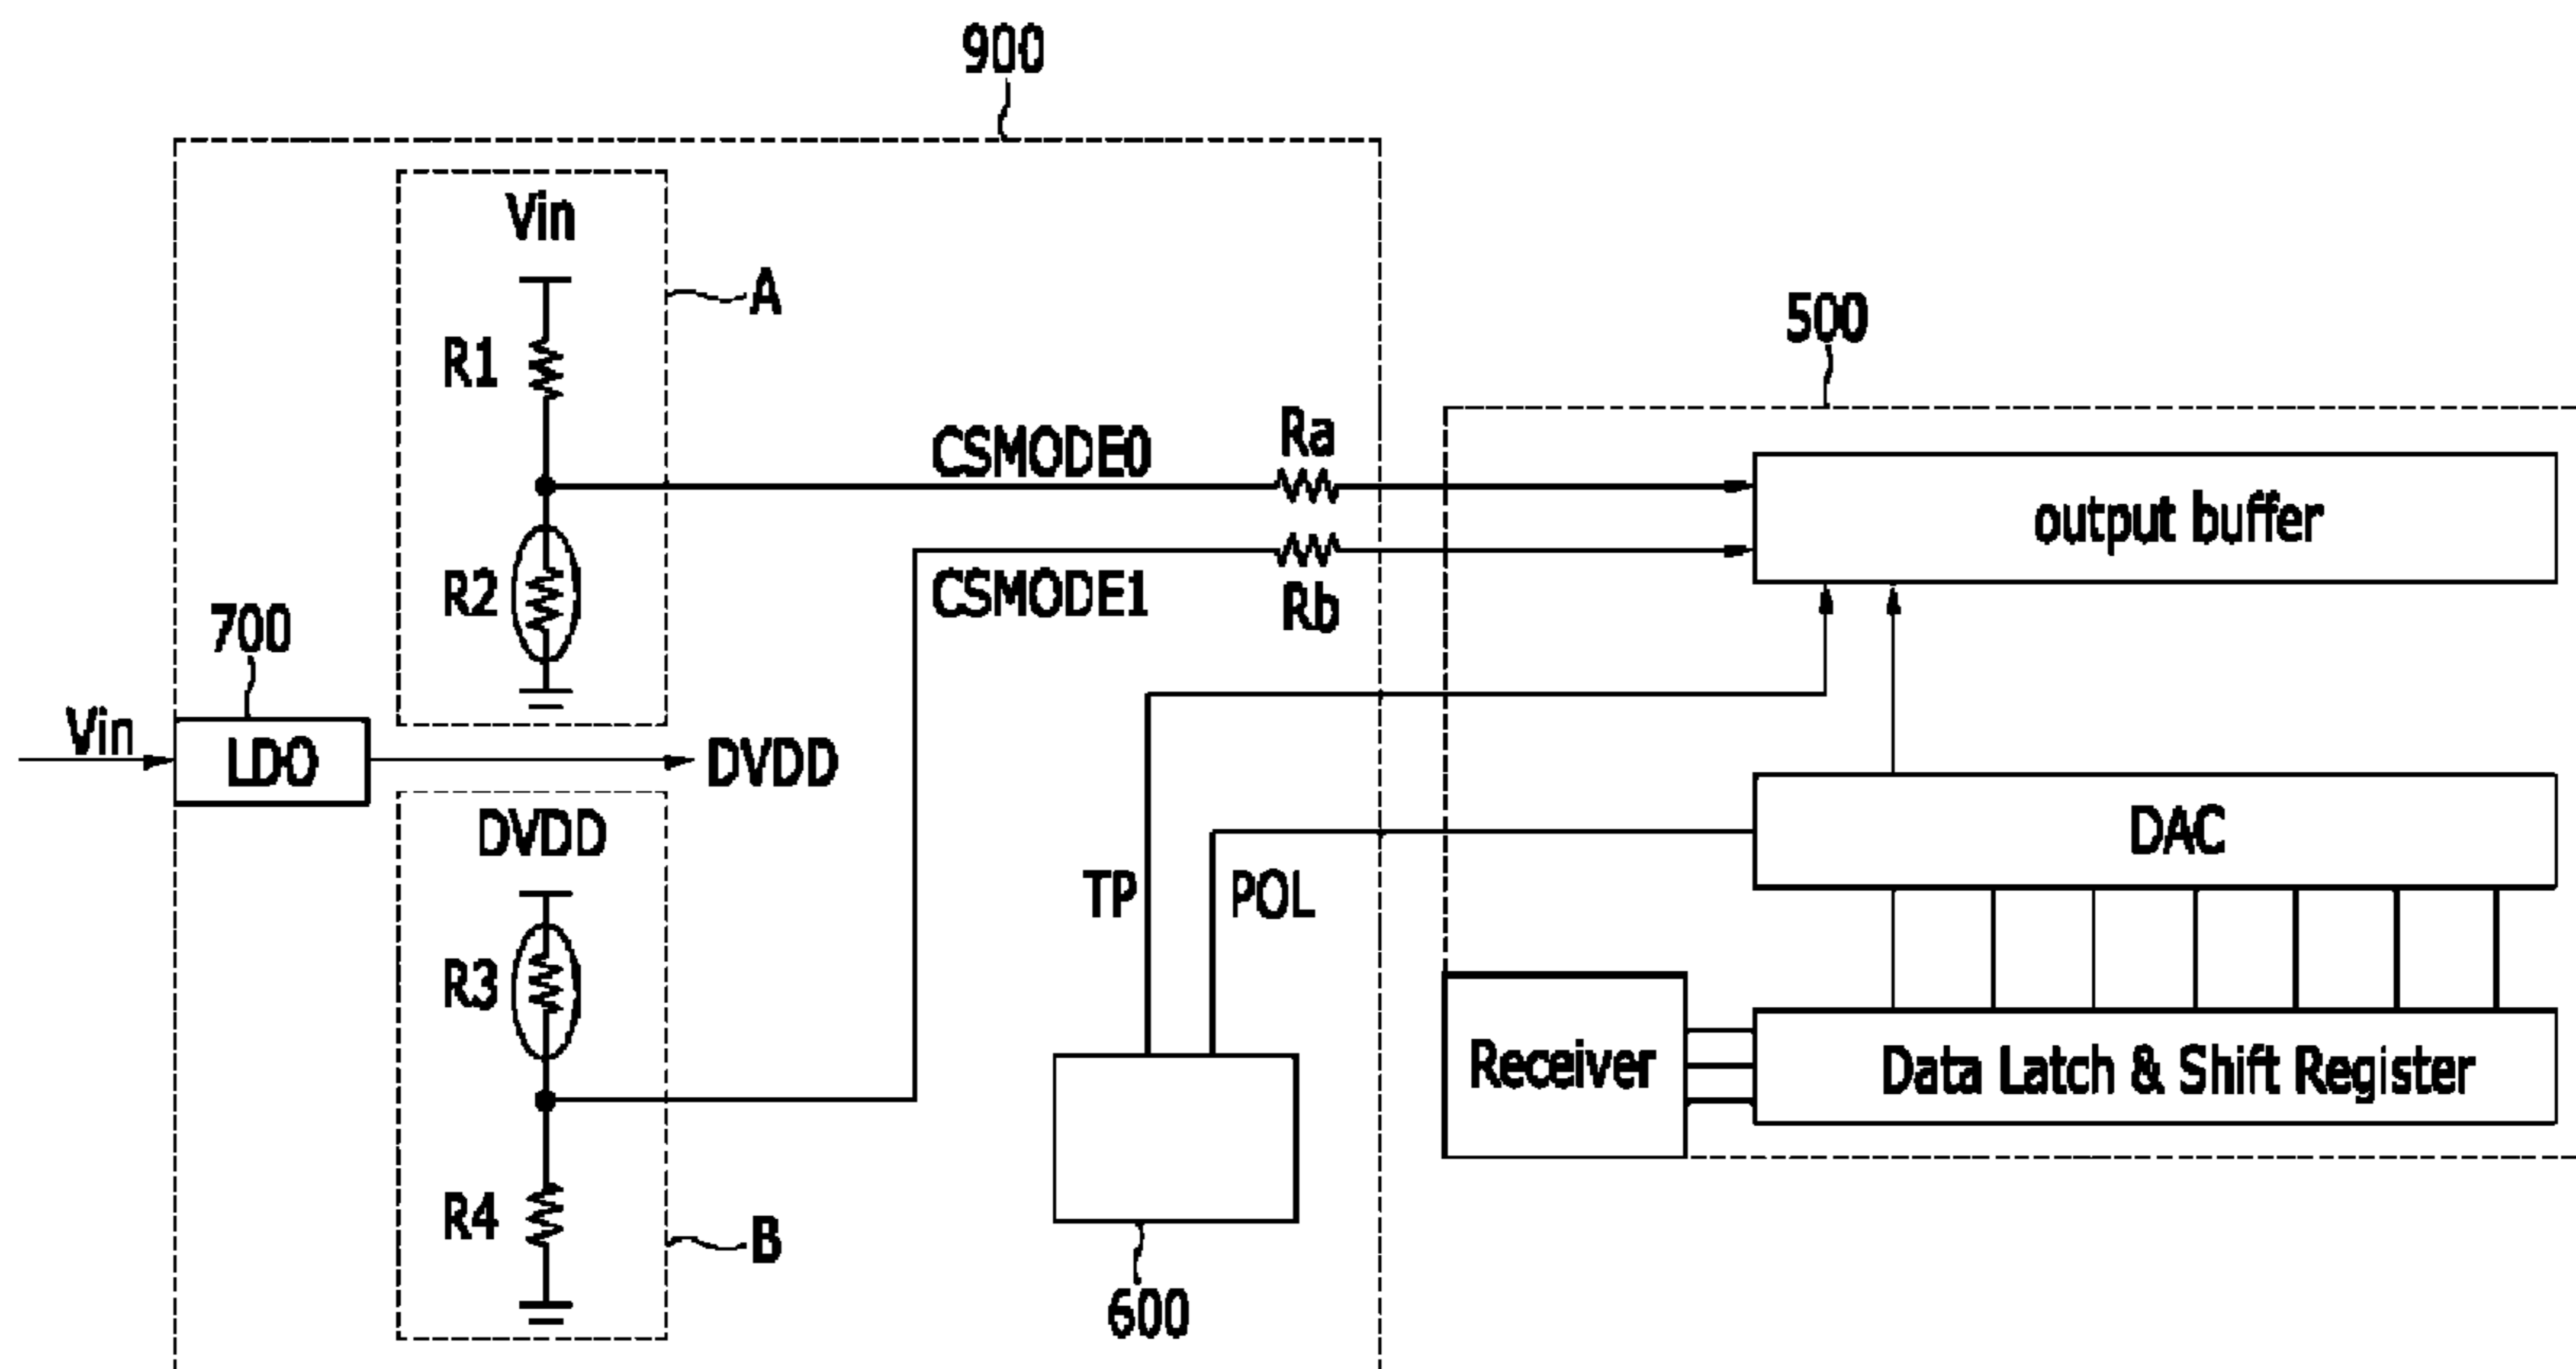 900
Vin
A
R1
500
CSMODE0
Ra
output buffer
R2
CSMODE1
Rb
700
Vin
LDO
DVDD
DVDD
DAC
TP
POL
R3
Receiver
Data Latch & Shift Register
R4
B
600